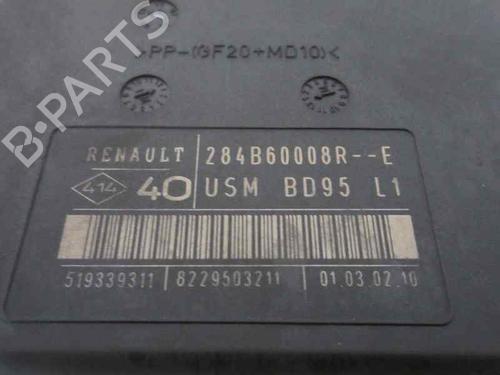 B-PARTS
>PP-(GF20+MD10)<
RENAULT 284B60008R--E
414 40 USM BD95 L1
519339311 8229503211 01.03.02.10